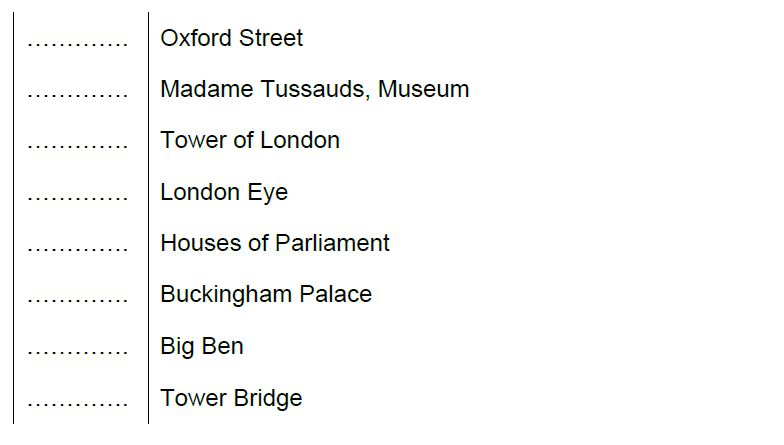 ............. Oxford Street
............. Madame Tussauds, Museum
............. Tower of London
............. London Eye
............. Houses of Parliament
............. Buckingham Palace
............. Big Ben
............. Tower Bridge